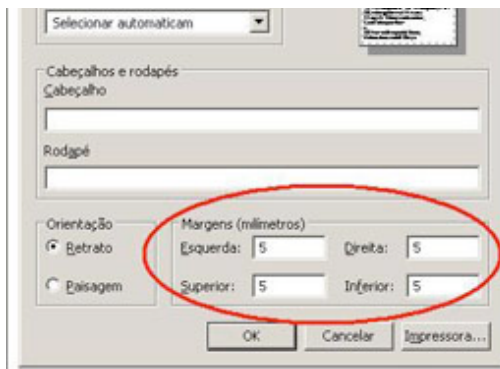 Selecionar automaticam
Cabeçalhos e rodapés
Cabeçalho
Rodapé
Orientação
Retrato
Paisagem
Margens (milímetros)
Esquerda: 5 Direita: 5
Superior: 5 Inferior: 5
OK Cancelar Impressora...